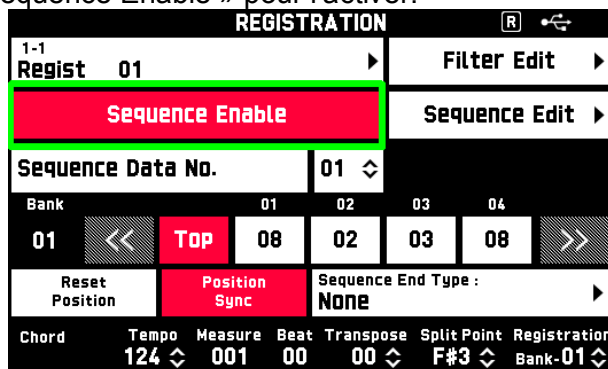 equence Enable » pour l'activer.
REGISTRATION R
1-1
Regist 01
Filter Edit
Sequence Enable
Sequence Edit
Sequence Data No. 01
Bank 01 02 03 04
01 Top 08 02 03 08
Reset Position
Position Sync
Sequence End Type :
None
Chord Tempo Measure Beat Transpose Split Point Registration
124 001 00 00 F#3 Bank-01